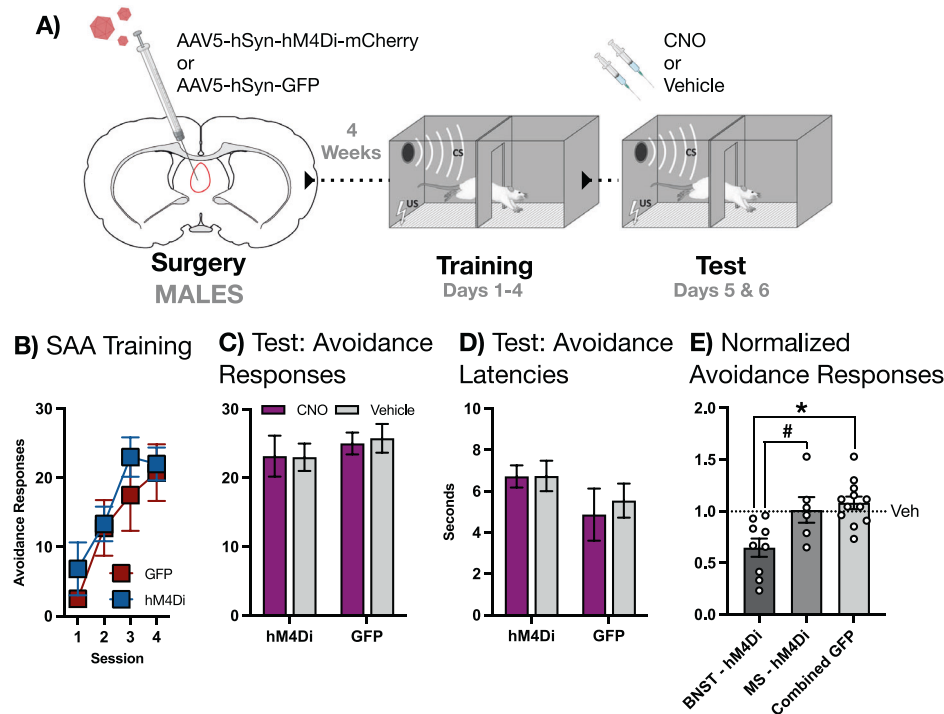 A)
AAV5-hSyn-hM4Di-mCherry
or
AAV5-hSyn-GFP
CNO
or
Vehicle
4
Weeks
CS
US
CS
US
Surgery
MALES
Training
Days 1-4
Test
Days 5 & 6
B) SAA Training
Avoidance Responses
30
20
10
0
GFP
hM4Di
1 2 3 4
Session
C) Test: Avoidance
Responses
CNO
Vehicle
30
20
10
0
hM4Di
GFP
D) Test: Avoidance
Latencies
Seconds
10
8
6
4
2
0
hM4Di
GFP
E) Normalized
Avoidance Responses
2.0
1.5
1.0
0.5
0.0
*
#
Veh
BNST - hM4Di
MS - hM4Di
Combined GFP